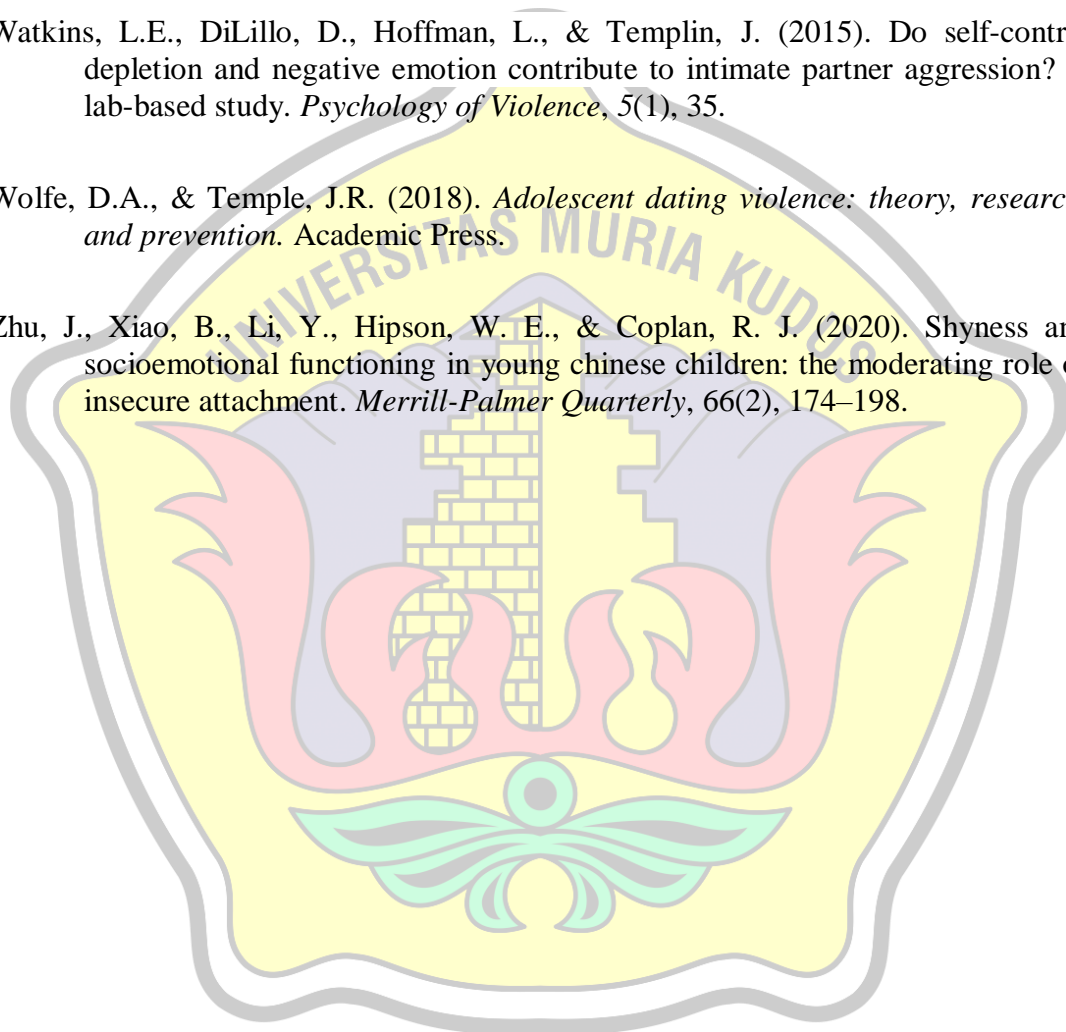 Watkins, L.E., DiLillo, D., Hoffman, L., & Templin, J. (2015). Do self-contr
depletion and negative emotion contribute to intimate partner aggression?
lab-based study. Psychology of Violence, 5(1), 35.
Wolfe, D.A., & Temple, J.R. (2018). Adolescent dating violence: theory, researc
and prevention. Academic Press.
UNIVERSITAS MURIA KUDUS
Zhu, J., Xiao, B., Li, Y., Hipson, W. E., & Coplan, R. J. (2020). Shyness an
socioemotional functioning in young chinese children: the moderating role o
insecure attachment. Merrill-Palmer Quarterly, 66(2), 174–198.